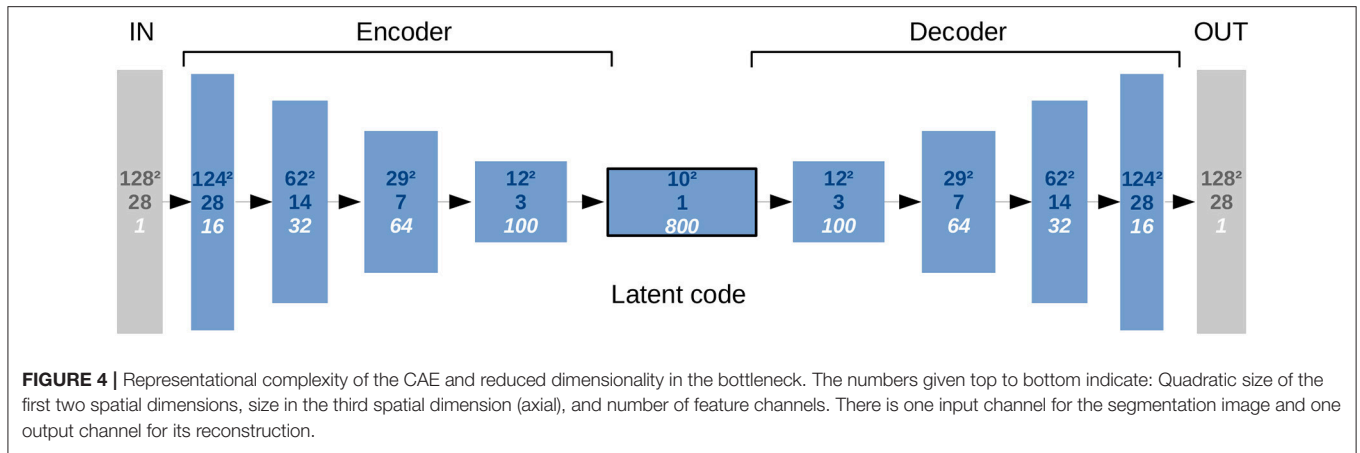 IN Encoder Decoder OUT
128² 124² 62² 29² 12² 10² 12² 29² 62² 124² 128²
28 28 14 7 3 1 3 7 14 28 28
1 16 32 64 100 800 100 64 32 16 1
Latent code
FIGURE 4 | Representational complexity of the CAE and reduced dimensionality in the bottleneck. The numbers given top to bottom indicate: Quadratic size of the
first two spatial dimensions, size in the third spatial dimension (axial), and number of feature channels. There is one input channel for the segmentation image and one
output channel for its reconstruction.